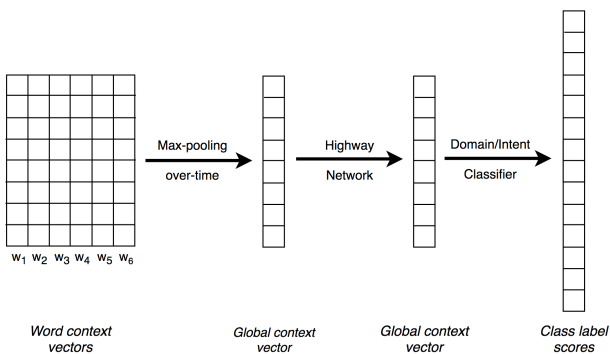 Max-pooling
over-time
Highway
Network
Domain/Intent
Classifier
w1 w2 w3 w4 w5 w6
Word context
vectors
Global context
vector
Global context
vector
Class label
scores